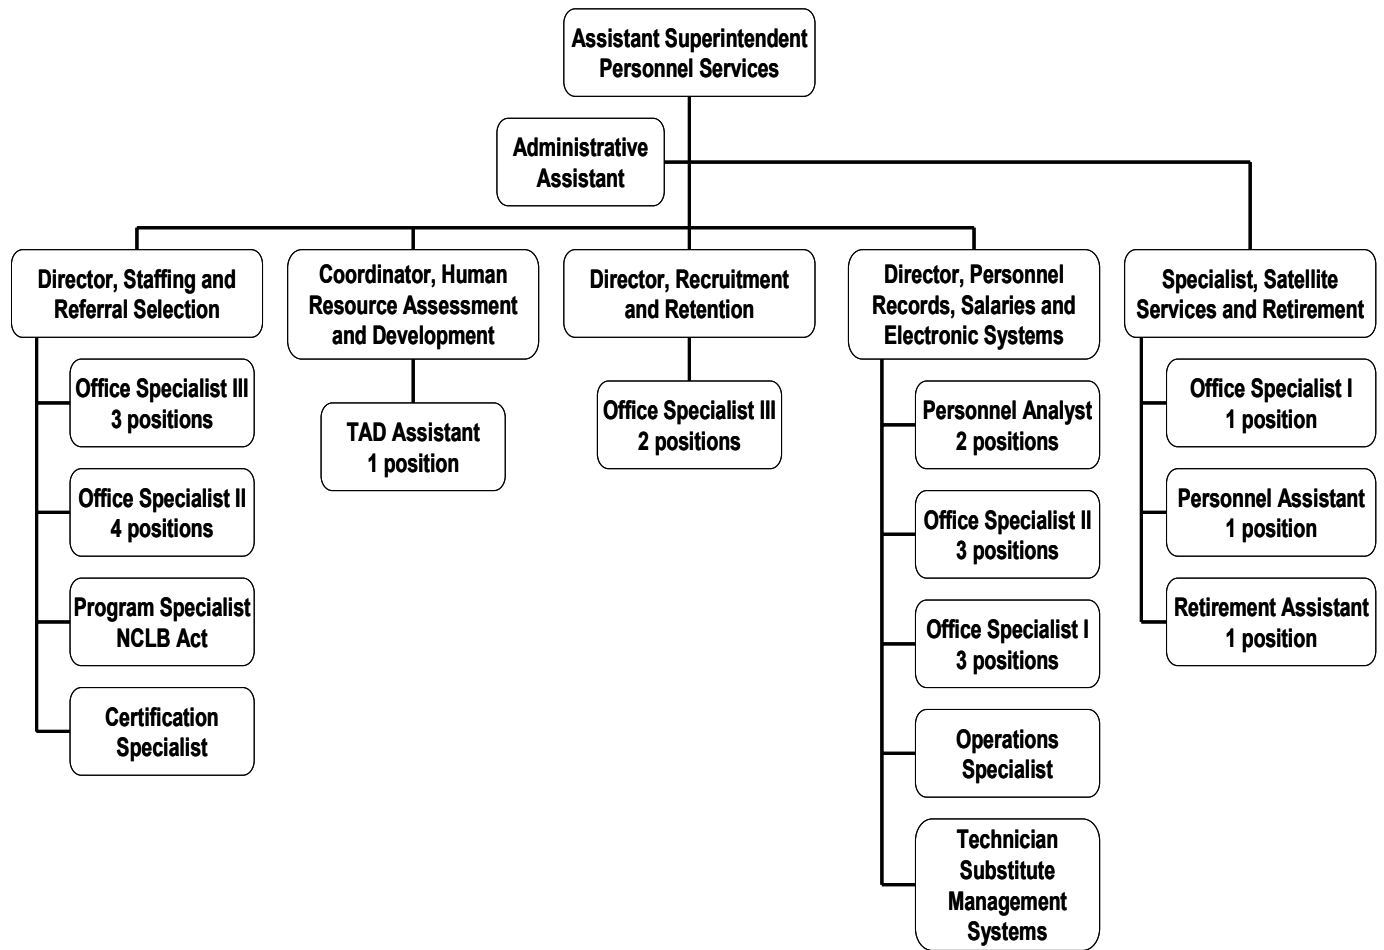 Assistant Superintendent
Personnel Services
Administrative
Assistant
Director, Staffing and
Referral Selection
Office Specialist III
3 positions
Office Specialist II
4 positions
Program Specialist
NCLB Act
Certification
Specialist
Coordinator, Human
Resource Assessment
and Development
TAD Assistant
1 position
Director, Recruitment
and Retention
Office Specialist III
2 positions
Director, Personnel
Records, Salaries and
Electronic Systems
Personnel Analyst
2 positions
Office Specialist II
3 positions
Office Specialist I
3 positions
Operations
Specialist
Technician
Substitute
Management
Systems
Specialist, Satellite
Services and Retirement
Office Specialist I
1 position
Personnel Assistant
1 position
Retirement Assistant
1 position